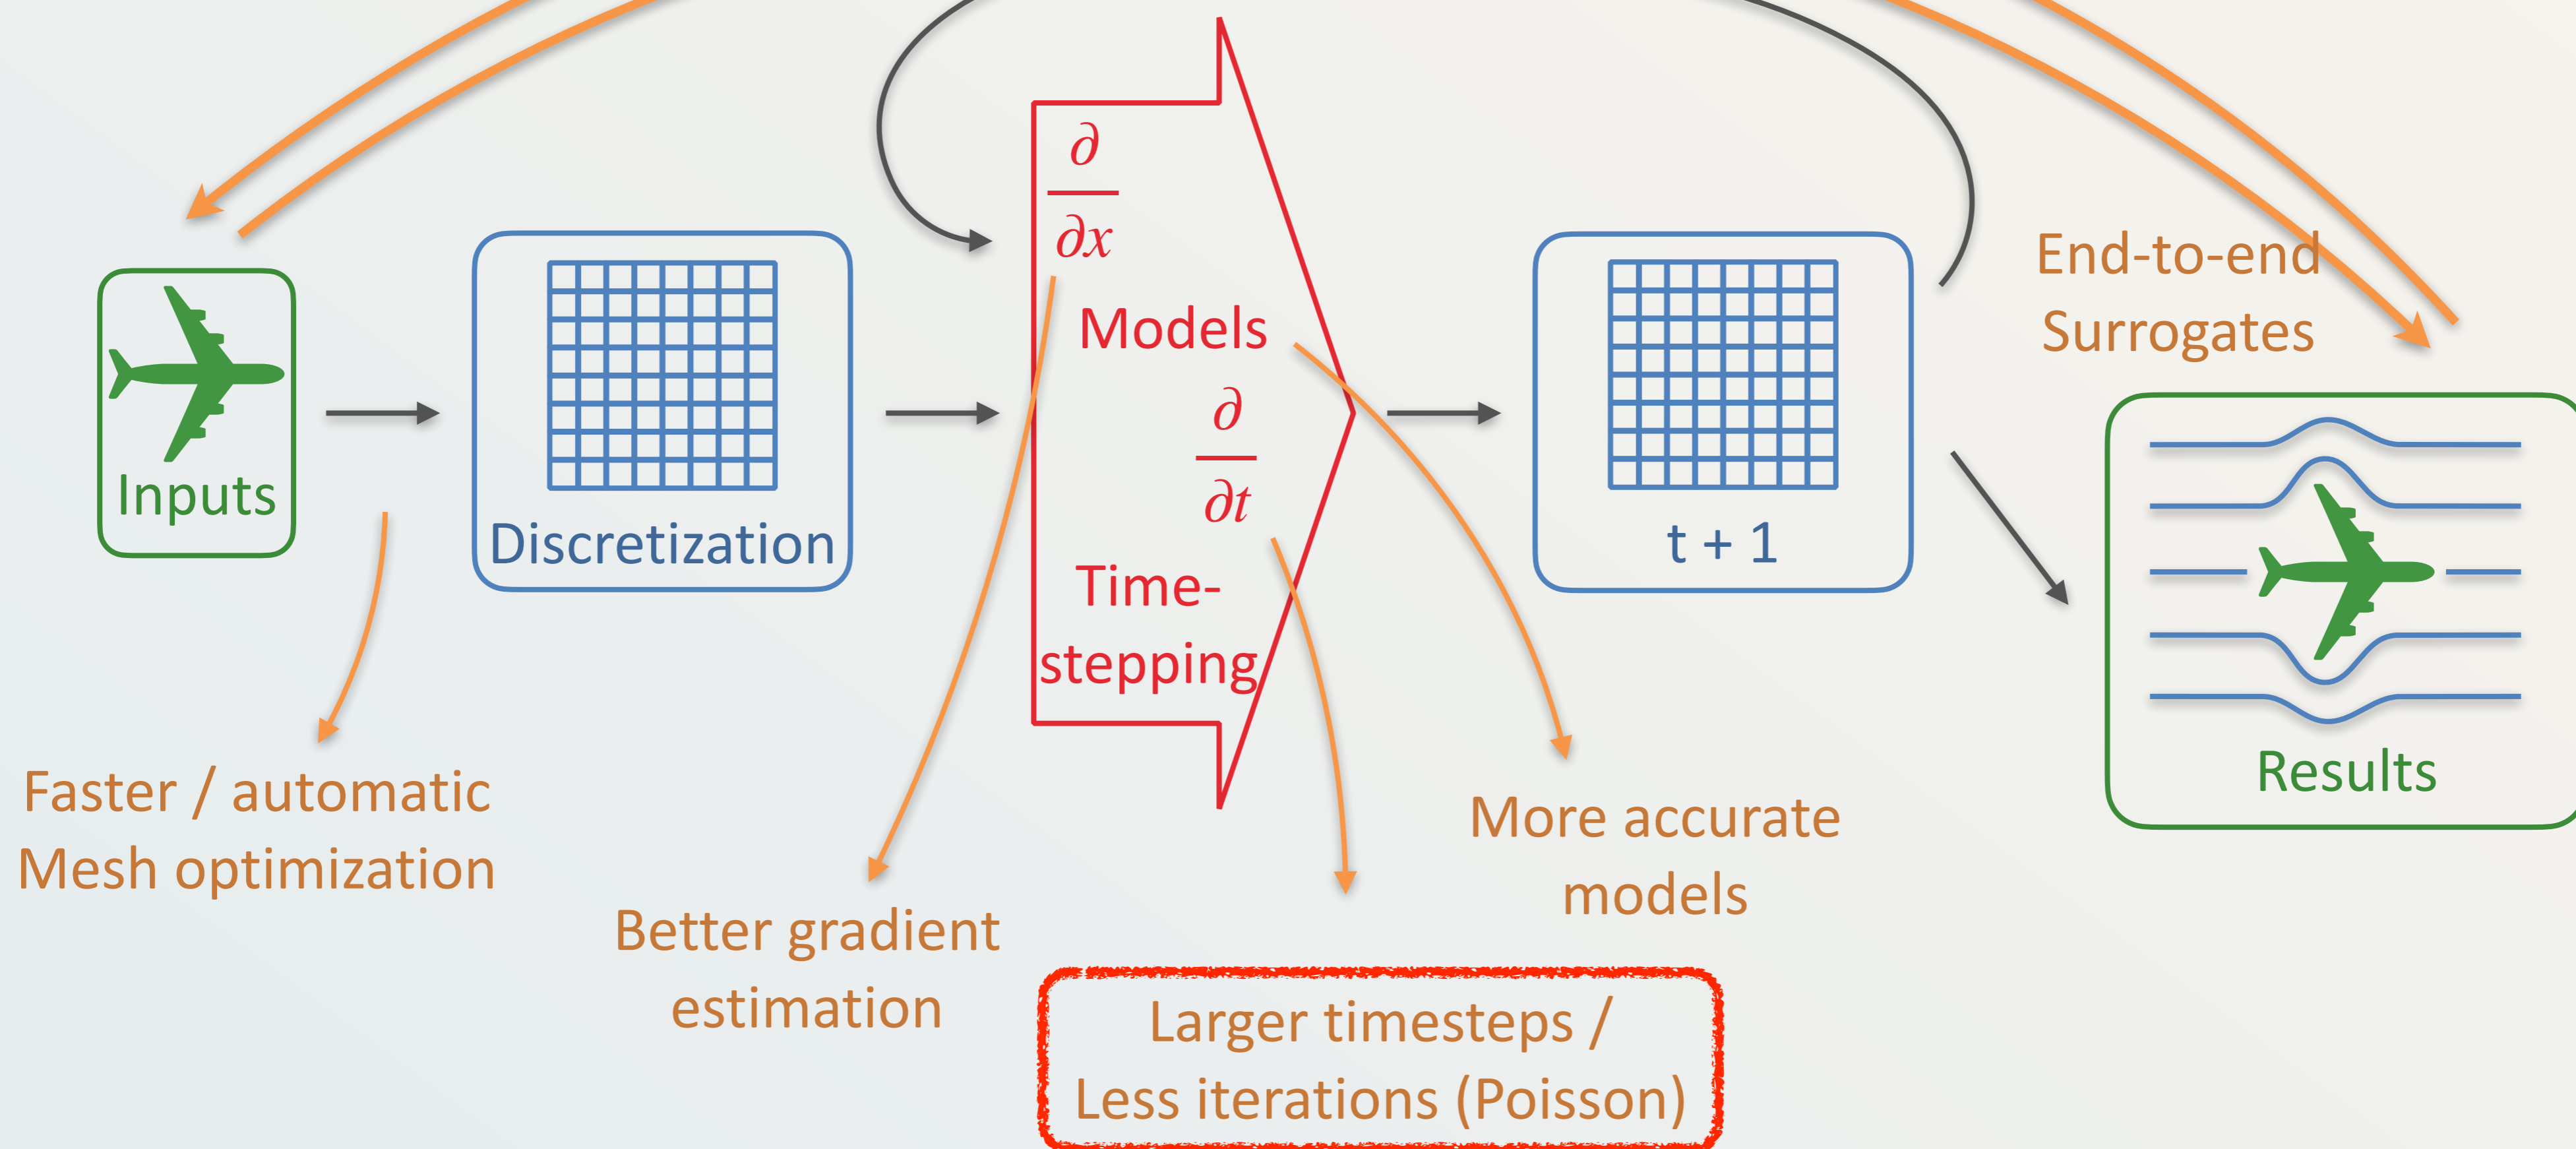 Inputs
Discretization
∂
∂x
Models
∂
∂t
Time-
stepping
t + 1
End-to-end
Surrogates
Results
Faster / automatic
Mesh optimization
Better gradient
estimation
Larger timesteps /
Less iterations (Poisson)
More accurate
models